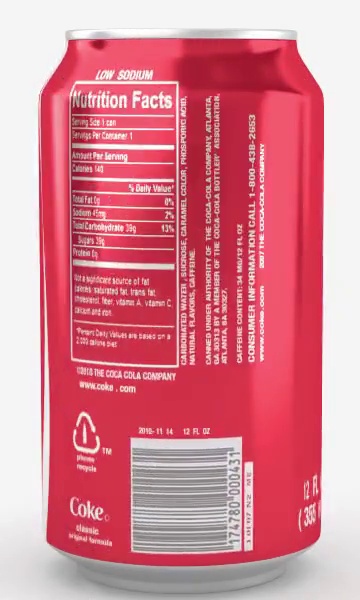 LOW SODIUM
Nutrition Facts
Serving Size 1 can
Servings Per Container 1
Amount Per Serving
Calories 140
% Daily Value*
Total Fat 0g 0%
Sodium 45mg 2%
Total Carbohydrate 39g 13%
Sugars 39g
Protein 0g
Not a significant source of fat
calories, saturated fat, trans fat,
cholesterol, fiber, vitamin A, vitamin C,
calcium and iron.
*Percent Daily Values are based on a
2,000 calorie diet
©2018 THE COCA COLA COMPANY
www.coke.com
CARBONATED WATER, SUCROSE, CARAMEL COLOR, PHOSPORIC ACID,
NATURAL FLAVORS, CAFFEINE.
CANNED UNDER AUTHORITY OF THE COCA-COLA COMPANY, ATLANTA,
GA 30313 BY A MEMBER OF THE COCA-COLA BOTTLER' ASSOCIATION,
ATLANTA, GA 30327.
CAFFEINE CONTENT: 34 MG/12 FL OZ
CONSUMER INFORMATION CALL 1-800-438-2653
www.coke.com 2007 THE COCA-COLA COMPANY
please
recycle
TM
2019-11 14 12 FL OZ
174780"000431"
Coke
classic
original formula
12 FL
(355